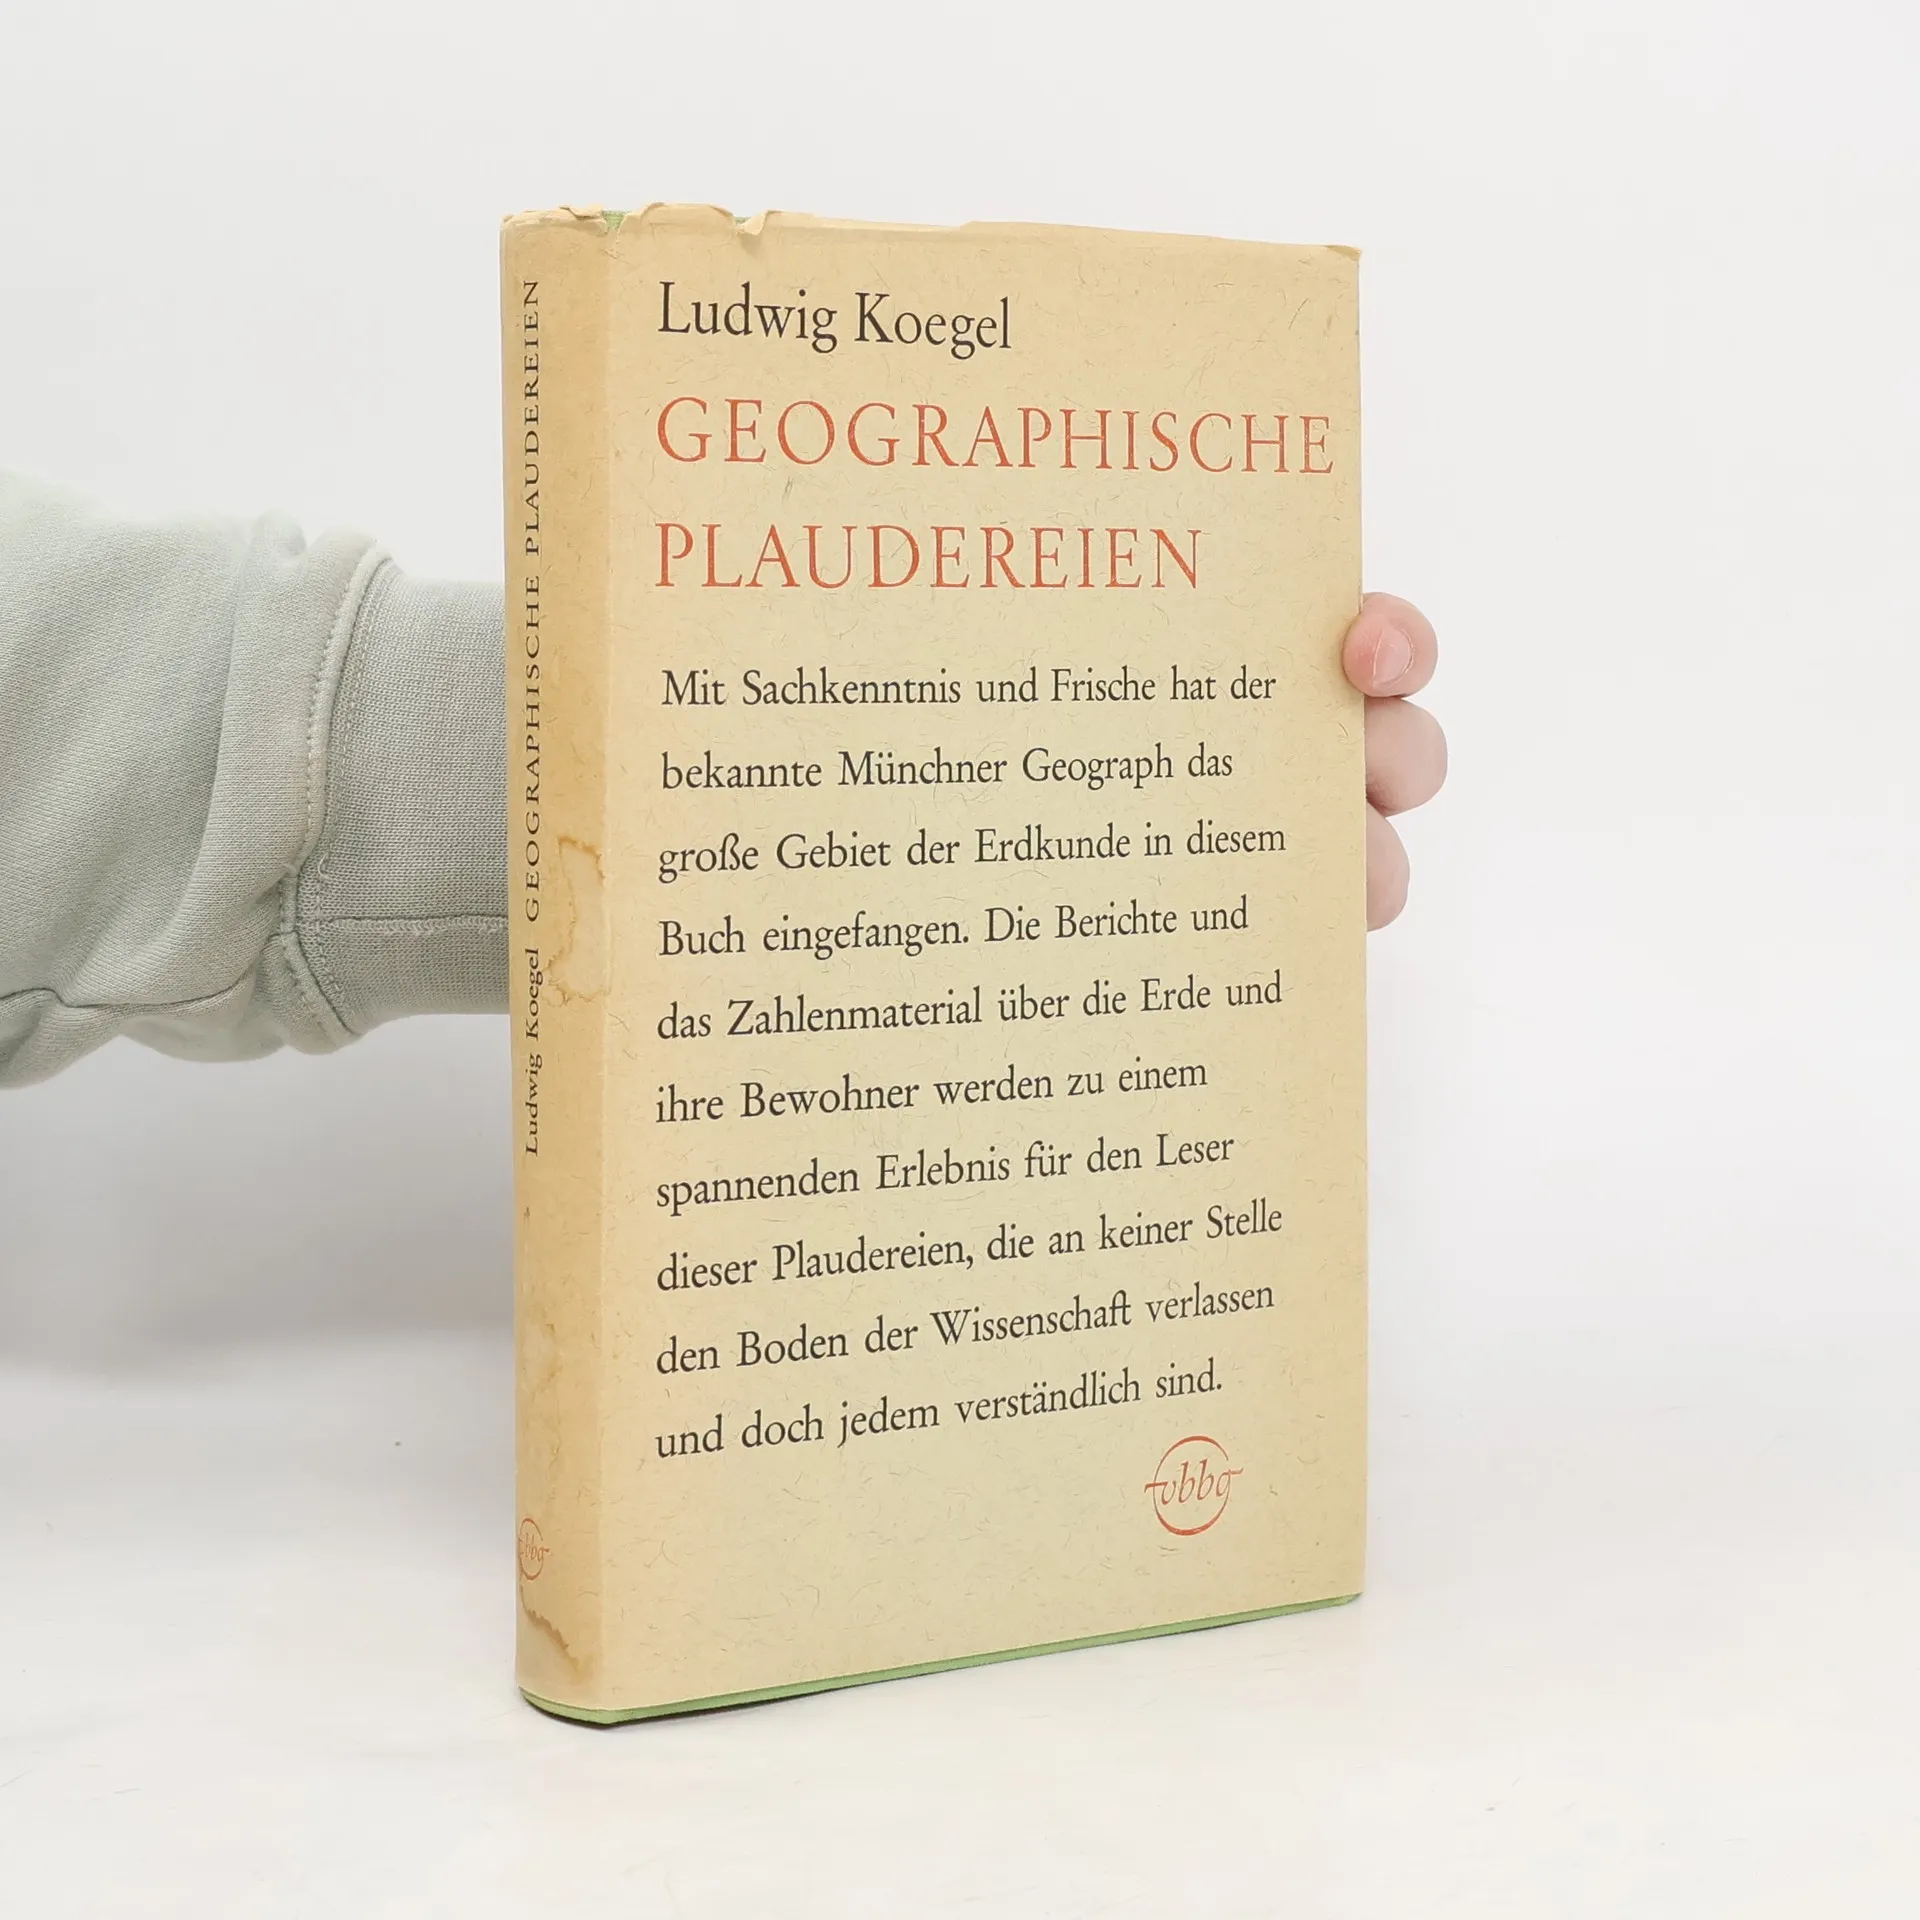 Ludwig Koegel
GEOGRAPHISCHE
PLAUDEREIEN
Mit Sachkenntnis und Frische hat der
bekannte Münchner Geograph das
große Gebiet der Erdkunde in diesem
Buch eingefangen. Die Berichte und
das Zahlenmaterial über die Erde und
ihre Bewohner werden zu einem
spannenden Erlebnis für den Leser
dieser Plaudereien, die an keiner Stelle
den Boden der Wissenschaft verlassen
und doch jedem verständlich sind.
vbbg
Ludwig Koegel GEOGRAPHISCHE PLAUDEREIEN
vbbg